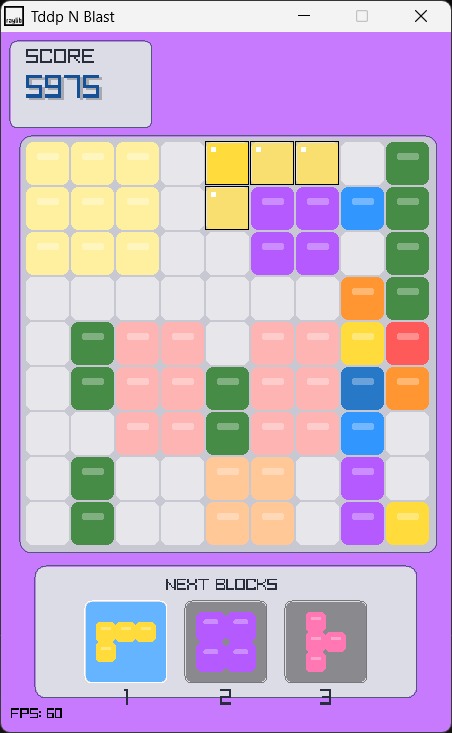 raylib
Tddp N Blast
SCORE
5975
NEXT BLOCKS
1 2 3
FPS: 60